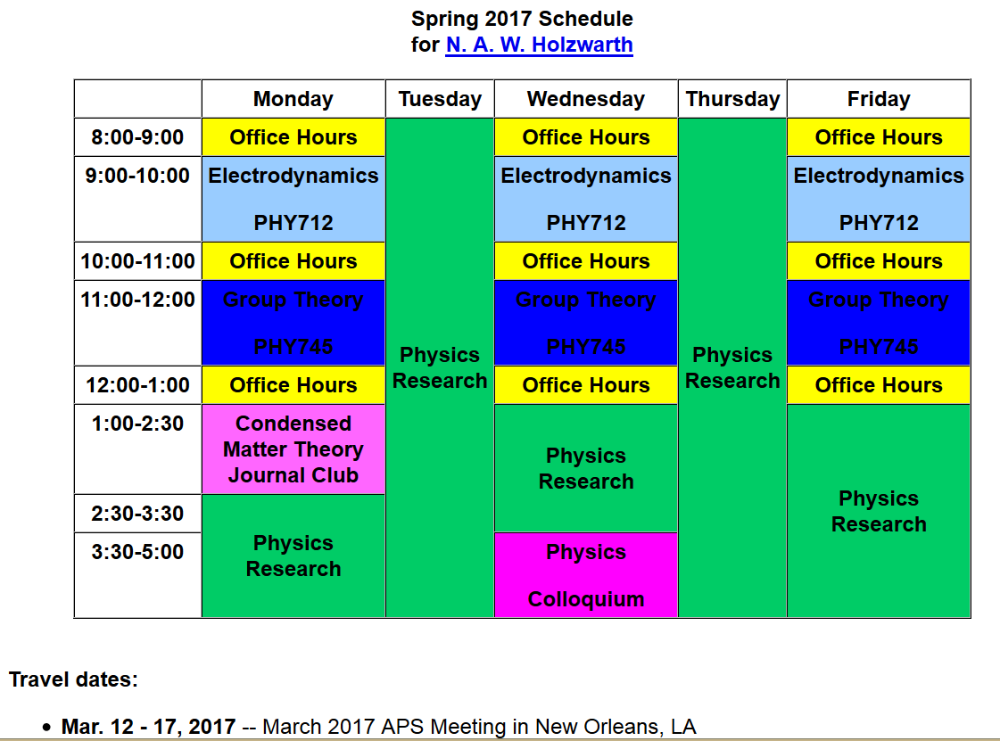 Spring 2017 Schedule
for N. A. W. Holzwarth
Monday Tuesday Wednesday Thursday Friday
8:00-9:00 Office Hours Office Hours Office Hours
9:00-10:00 Electrodynamics Electrodynamics Electrodynamics
PHY712 PHY712 PHY712
10:00-11:00 Office Hours Office Hours Office Hours
11:00-12:00 Group Theory Group Theory Group Theory
PHY745 PHY745 PHY745
Physics Physics
Research Research
12:00-1:00 Office Hours Office Hours Office Hours
1:00-2:30 Condensed
Matter Theory
Journal Club
Physics
Research
Physics
Research
2:30-3:30
Physics
Research
3:30-5:00 Physics
Colloquium
Travel dates:
• Mar. 12 - 17, 2017 -- March 2017 APS Meeting in New Orleans, LA